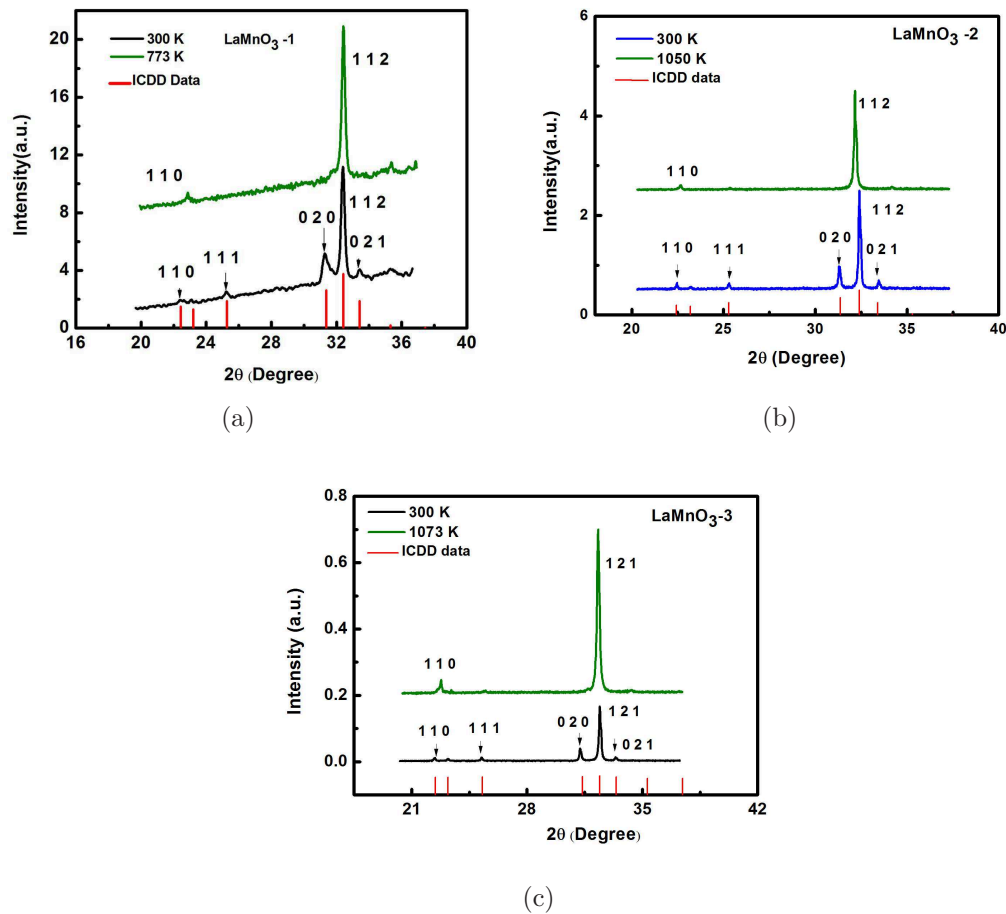 LaMnO3 -1
300 K
773 K
ICDD Data
1 1 2
1 1 0
0 2 0
1 1 2
1 1 1
0 2 1
1 1 0
20
16
12
8
4
0
16 20 24 28 32 36 40
Intensity(a.u.)
2θ (Degree)
(a)
LaMnO3 -2
300 K
1050 K
ICDD data
1 1 2
1 1 0
1 1 2
0 2 0
0 2 1
1 1 0
1 1 1
6
4
2
0
20 24 28 32 36 40
Intensity(a.u.)
2θ (Degree)
(b)
LaMnO3-3
300 K
1073 K
ICDD data
1 2 1
1 1 0
1 2 1
0 2 0
1 1 1
1 1 0
0 2 1
0.8
0.6
0.4
0.2
0.0
21 28 35 42
Intensity (a.u.)
2θ (Degree)
(c)